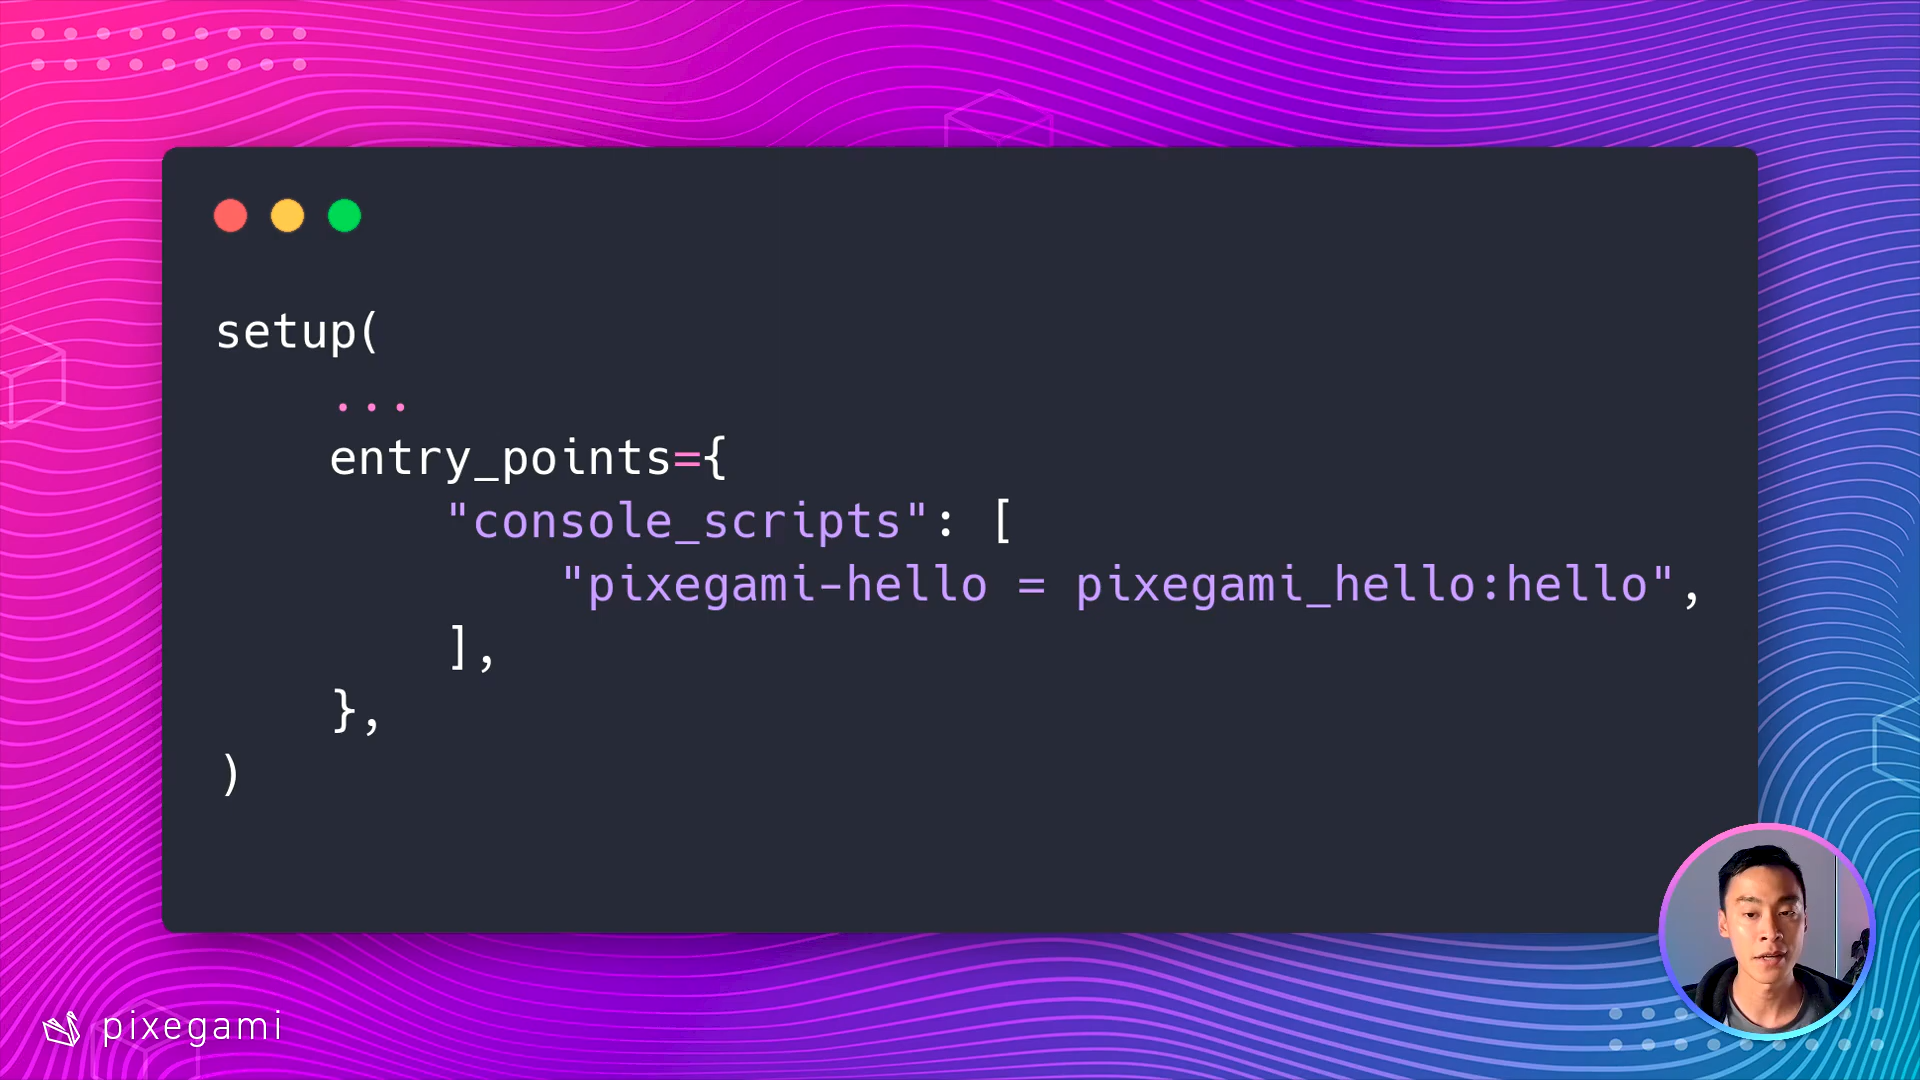 setup(
...
entry_points={
"console_scripts": [
"pixegami-hello = pixegami_hello:hello",
],
},
)
pixegami